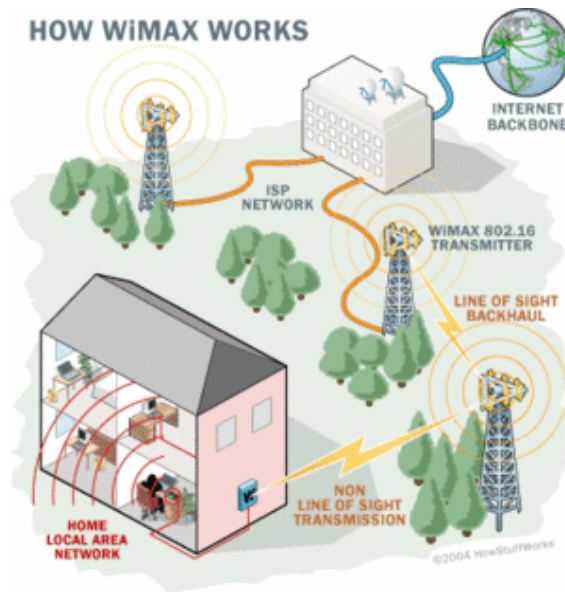 HOW WiMAX WORKS
INTERNET
BACKBONE
ISP
NETWORK
WiMAX 802.16
TRANSMITTER
LINE OF SIGHT
BACKHAUL
NON
LINE OF SIGHT
TRANSMISSION
HOME
LOCAL AREA
NETWORK
©2004 HowStuffWorks